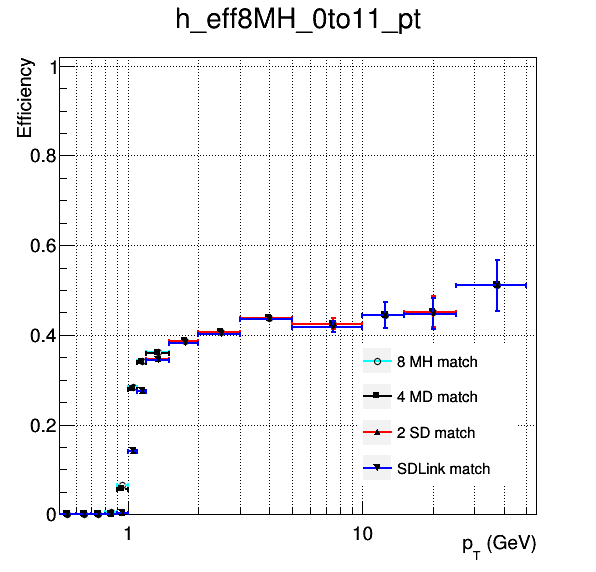 h_eff8MH_0to11_pt
Efficiency
1
0.8
0.6
0.4
0.2
0
8 MH match
4 MD match
2 SD match
SDLink match
1
10
p_T (GeV)